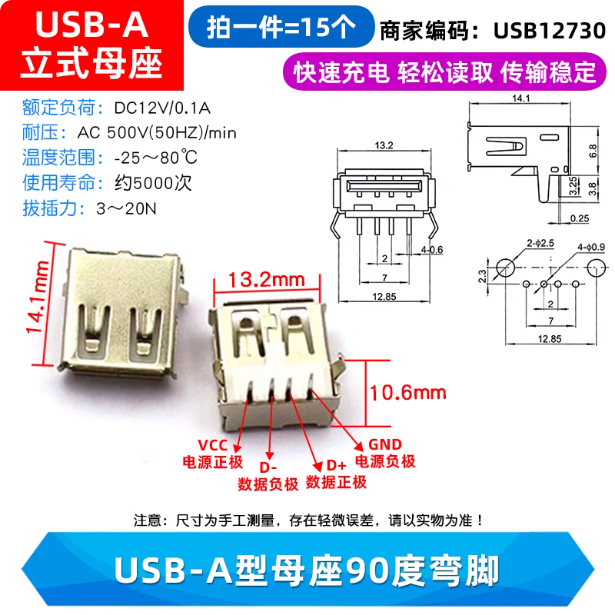 USB-A
立式母座
拍一件=15个
商家编码：USB12730
快速充电 轻松读取 传输稳定
额定负荷：DC12V/0.1A
耐压：AC 500V(50HZ)/min
温度范围：-25～80℃
使用寿命：约5000次
拔插力：3～20N
14.1
13.2
6.8
3.25
3.8
0.25
4-0.6
2
7
12.85
2-φ2.5
4-φ0.9
2.3
2
7
12.85
14.1mm
13.2mm
10.6mm
VCC
电源正极
D-
数据负极
D+
数据正极
GND
电源负极
注意：尺寸为手工测量，存在轻微误差，请以实物为准！
USB-A型母座90度弯脚